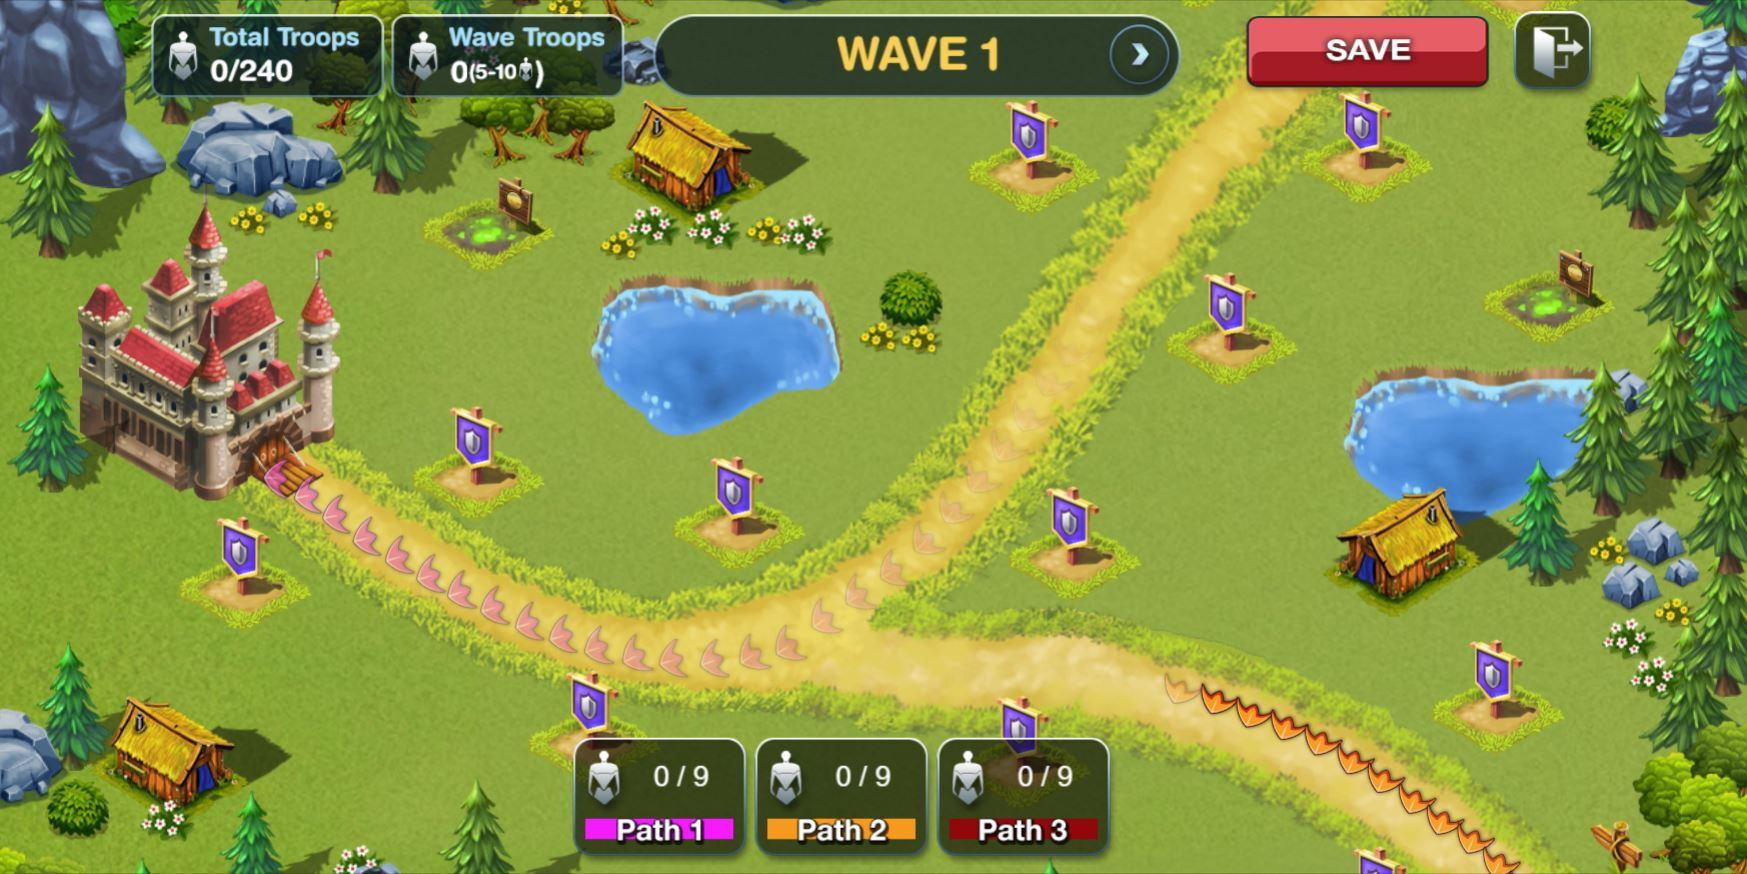 Total Troops
0/240
Wave Troops
0(5-10)
WAVE 1
SAVE
0 / 9
Path 1
0 / 9
Path 2
0 / 9
Path 3